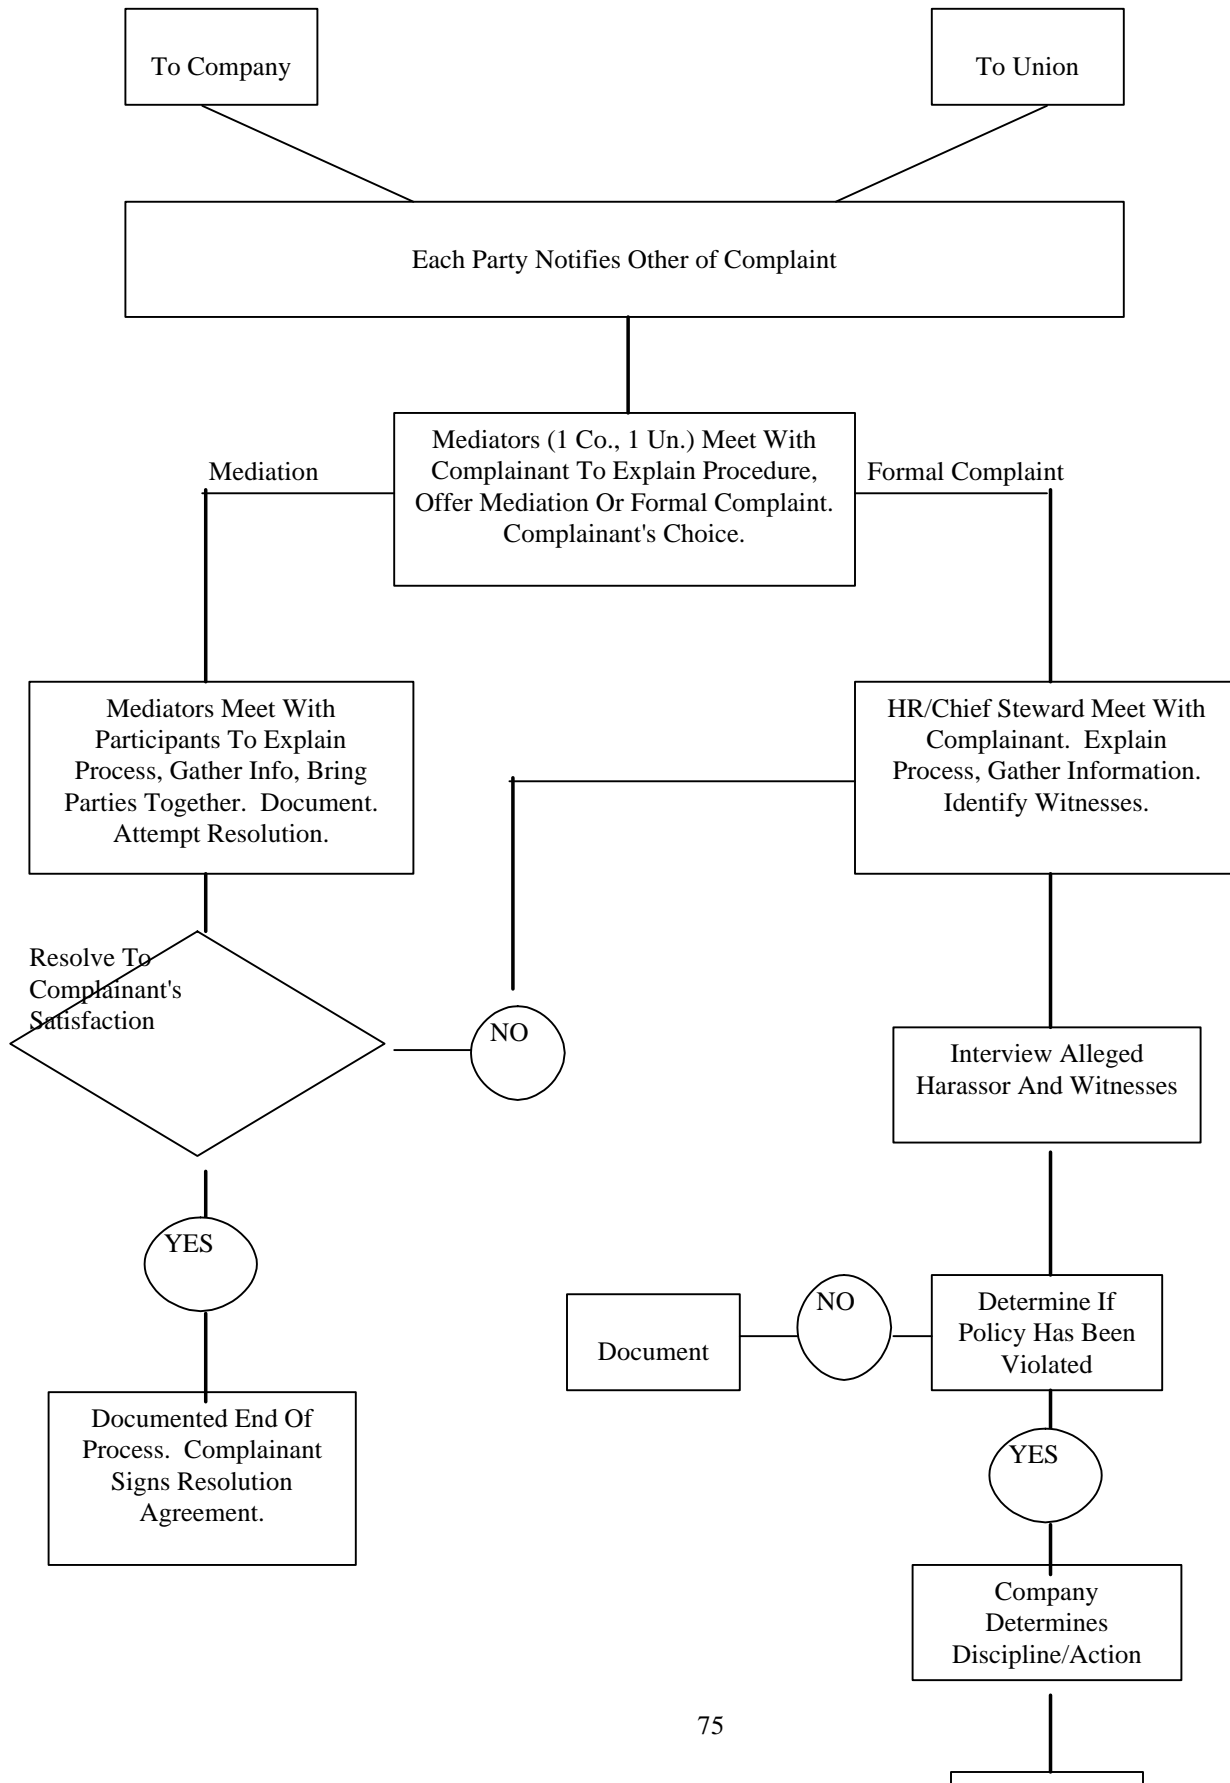 To Company
To Union
Each Party Notifies Other of Complaint
Mediators (1 Co., 1 Un.) Meet With
Complainant To Explain Procedure,
Offer Mediation Or Formal Complaint.
Complainant's Choice.
Mediation
Formal Complaint
Mediators Meet With
Participants To Explain
Process, Gather Info, Bring
Parties Together. Document.
Attempt Resolution.
HR/Chief Steward Meet With
Complainant. Explain
Process, Gather Information.
Identify Witnesses.
Resolve To
Complainant's
Satisfaction
NO
Interview Alleged
Harassor And Witnesses
YES
Document
NO
Determine If
Policy Has Been
Violated
Documented End Of
Process. Complainant
Signs Resolution
Agreement.
YES
Company
Determines
Discipline/Action
75